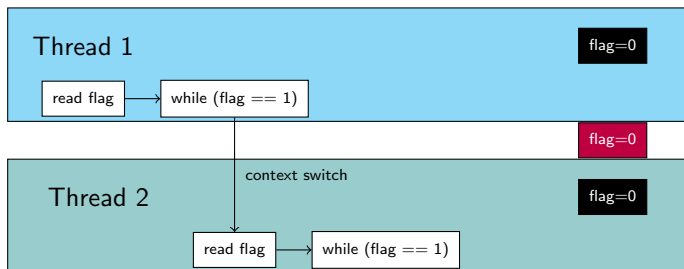 Thread 1
flag=0
read flag
while (flag == 1)
flag=0
context switch
Thread 2
flag=0
read flag
while (flag == 1)